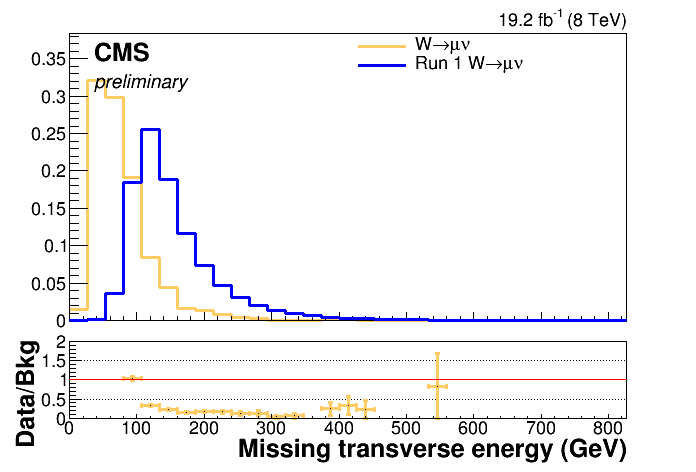 19.2 fb-1 (8 TeV)
CMS
preliminary
W→μν
Run 1 W→μν
0.35
0.3
0.25
0.2
0.15
0.1
0.05
0
2
1.5
1
0.5
0
Data/Bkg
0 100 200 300 400 500 600 700 800
Missing transverse energy (GeV)